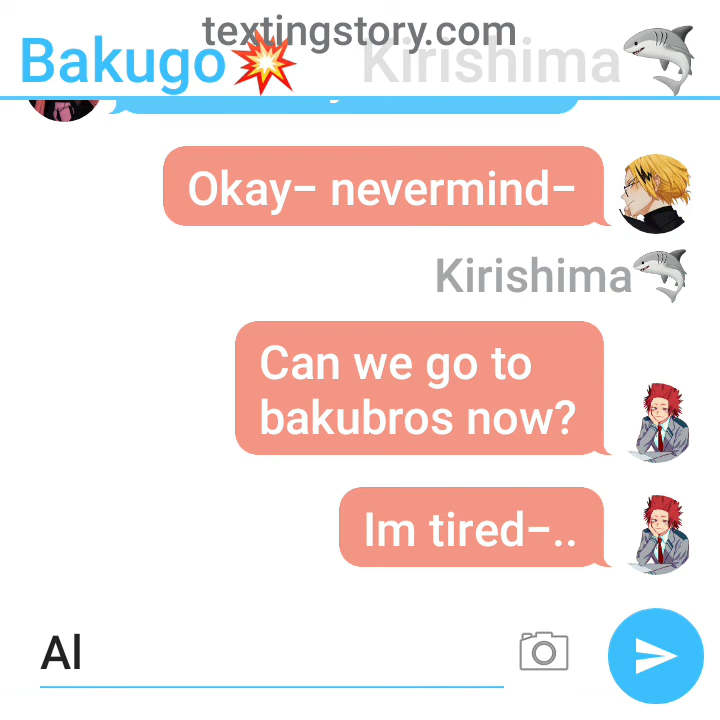 textingstory.com
Bakugo💥 Kirishima🦈
Okay– nevermind–
Kirishima🦈
Can we go to
bakubros now?
Im tired–..
Al